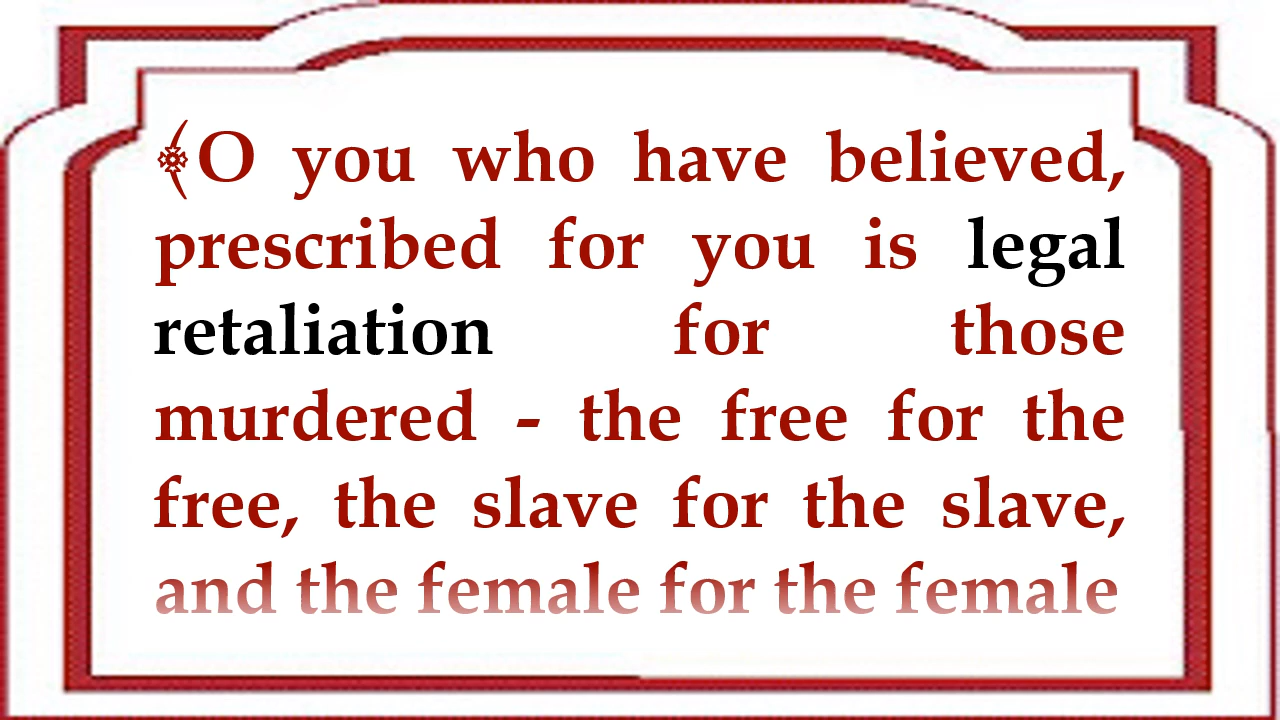 ﴾O you who have believed,
prescribed for you is legal
retaliation for those
murdered - the free for the
free, the slave for the slave,
and the female for the female